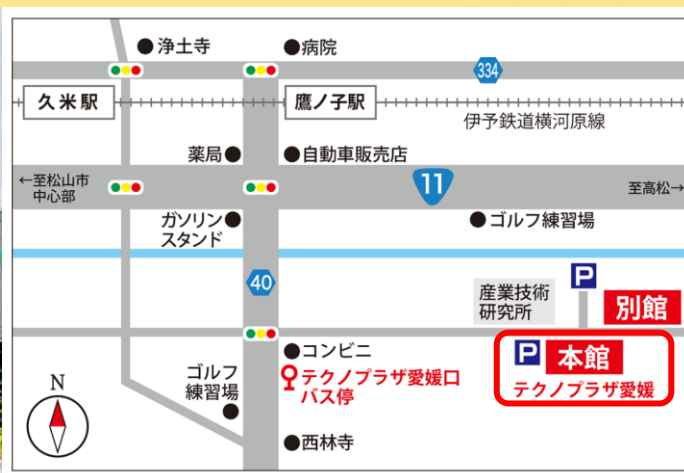 浄土寺
病院
334
久米駅
鷹ノ子駅
伊予鉄道横河原線
薬局
自動車販売店
←至松山市
中心部
11
至高松→
ガソリン
スタンド
ゴルフ練習場
40
産業技術
研究所
P
別館
コンビニ
P 本館
テクノプラザ愛媛
テクノプラザ愛媛口
バス停
ゴルフ
練習場
N
西林寺